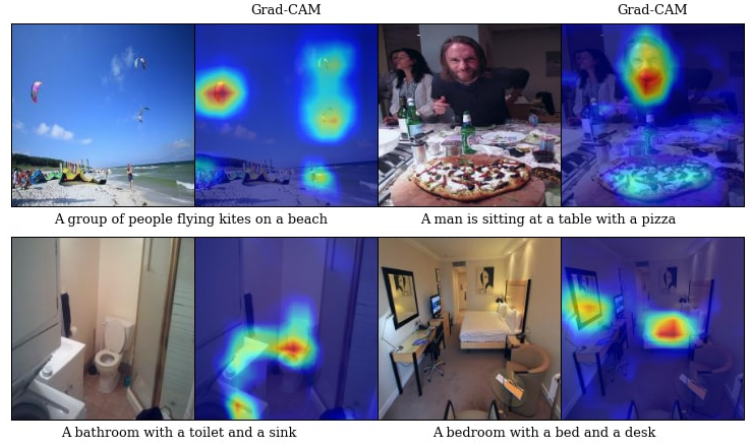 Grad-CAM
Grad-CAM
A group of people flying kites on a beach
A man is sitting at a table with a pizza
A bathroom with a toilet and a sink
A bedroom with a bed and a desk